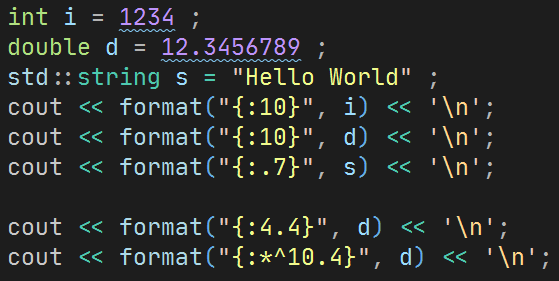 int i = 1234 ;
double d = 12.3456789 ;
std::string s = "Hello World" ;
cout << format("{:10}", i) << '\n';
cout << format("{:10}", d) << '\n';
cout << format("{:.7}", s) << '\n';
cout << format("{:4.4}", d) << '\n';
cout << format("{:*^10.4}", d) << '\n';